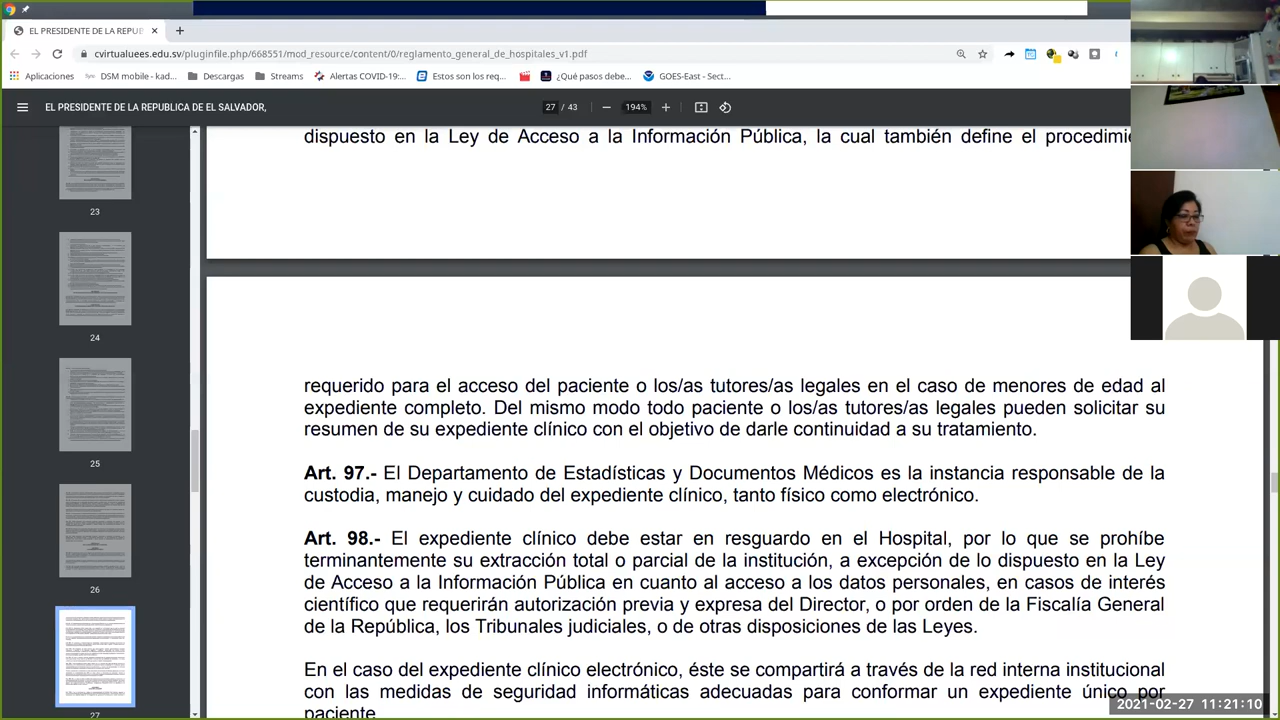 EL PRESIDENTE DE LA REPUB
cvirtualuees.edu.sv/pluginfile.php/668551/mod_resource/content/0/reglamento_general_de_hospitales_v1.pdf
Aplicaciones DSM mobile - kad... Descargas Streams Alertas COVID-19:... Estos son los req... ¿Qué pasos debe... GOES-East - Sect...
EL PRESIDENTE DE LA REPUBLICA DE EL SALVADOR, 27 / 43 194%
dispuesto en la Ley de Acceso a la Información Pública, la cual también define el procedimie
requerido para el acceso del paciente o los/as tutores/as legales en el caso de menores de edad al
expediente completo. Del mismo modo todo paciente o los/as tutores/as legales pueden solicitar su
resumen de su expediente clínico con el objetivo de darle continuidad a su tratamiento.
Art. 97.- El Departamento de Estadísticas y Documentos Médicos es la instancia responsable de la
custodia, manejo y cuidado del expediente clínico, tanto físico como electrónico.
Art. 98.- El expediente clínico debe estar en resguardo en el Hospital, por lo que se prohíbe
terminantemente su extracción total o parcial de la institución, a excepción de lo dispuesto en la Ley
de Acceso a la Información Pública en cuanto al acceso a los datos personales, en casos de interés
científico que requerirán autorización previa y expresa del Director, o por orden de la Fiscalía General
de la República, los Tribunales judiciales, o de otras disposiciones de las Leyes.
En el caso del expediente clínico electrónico, éste se compartirá a través de la red interna institucional
con las medidas de seguridad informáticas adecuadas para conformar un expediente único por
paciente
23
24
25
26
27
2021-02-27 11:21:10